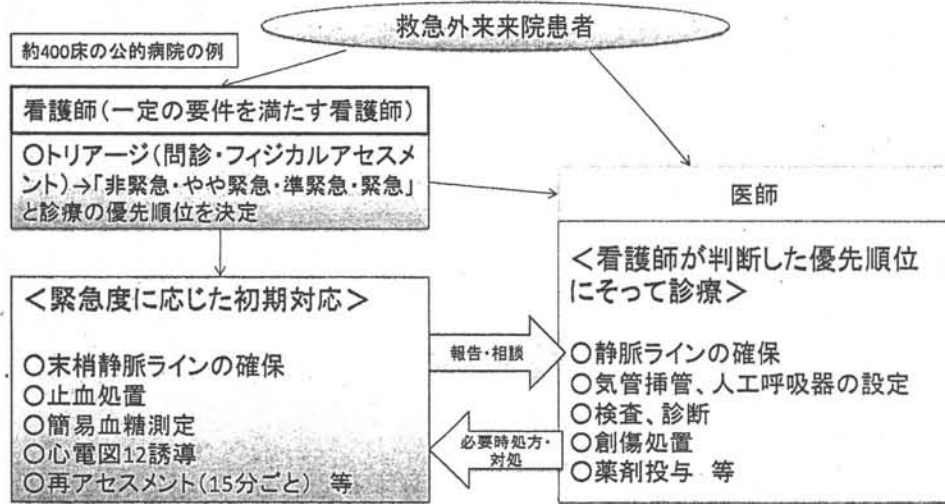 救急外来来院患者
約400床の公的病院の例
看護師(一定の要件を満たす看護師)
○トリアージ(問診・フィジカルアセスメ
ント)→「非緊急・やや緊急・準緊急・緊急」
と診療の優先順位を決定
医師
＜緊急度に応じた初期対応＞
○末梢静脈ラインの確保
○止血処置
○簡易血糖測定
○心電図12誘導
○再アセスメント(15分ごと) 等
報告・相談
必要時処方・
対処
＜看護師が判断した優先順位
にそって診療＞
○静脈ラインの確保
○気管挿管、人工呼吸器の設定
○検査、診断
○創傷処置
○薬剤投与 等